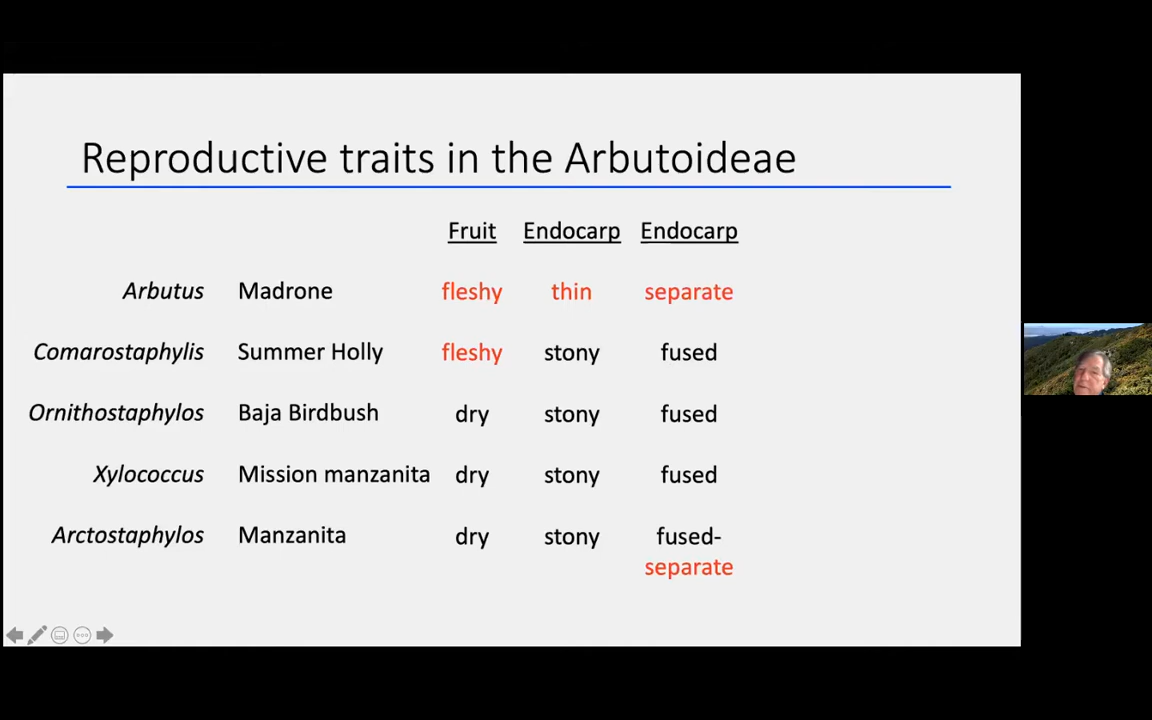 Reproductive traits in the Arbutoideae
Fruit Endocarp Endocarp
Arbutus Madrone fleshy thin separate
Comarostaphylis Summer Holly fleshy stony fused
Ornithostaphylos Baja Birdbush dry stony fused
Xylococcus Mission manzanita dry stony fused
Arctostaphylos Manzanita dry stony fused-
separate